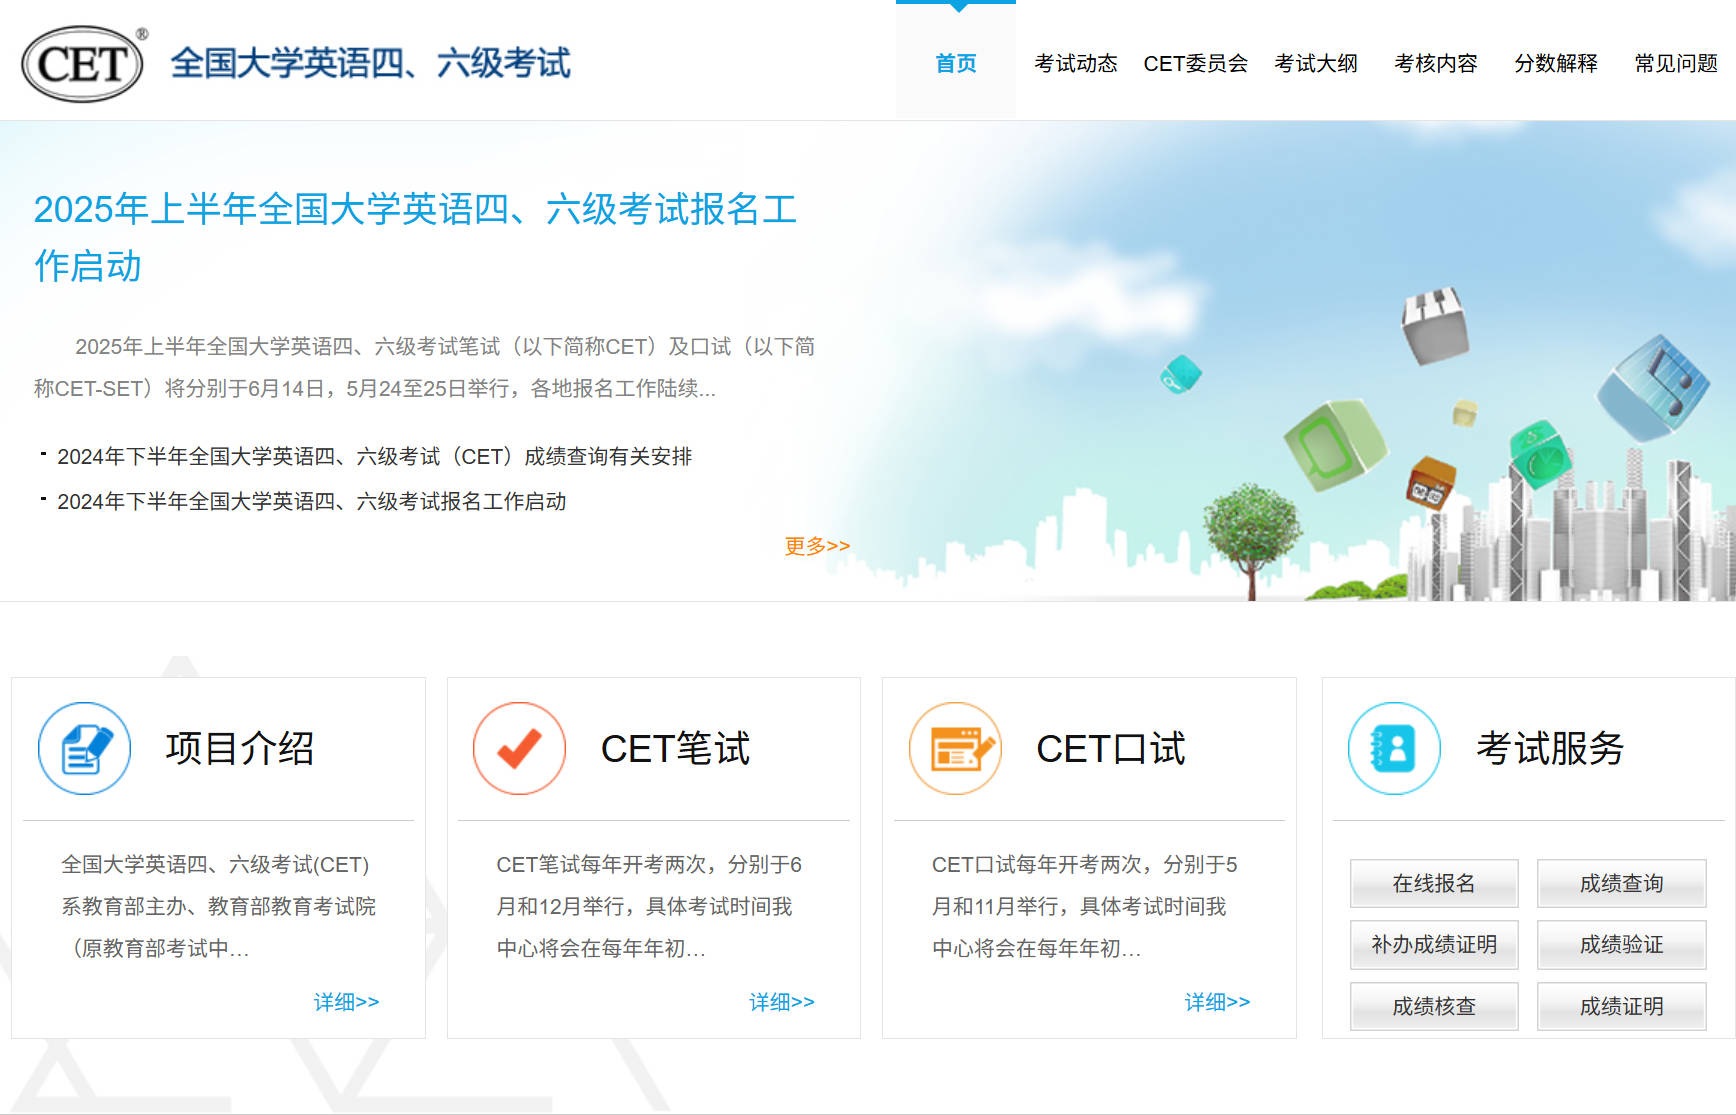 CET®
全国大学英语四、六级考试
首页
考试动态
CET委员会
考试大纲
考核内容
分数解释
常见问题
2025年上半年全国大学英语四、六级考试报名工
作启动
2025年上半年全国大学英语四、六级考试笔试（以下简称CET）及口试（以下简
称CET-SET）将分别于6月14日，5月24至25日举行，各地报名工作陆续...
2024年下半年全国大学英语四、六级考试（CET）成绩查询有关安排
2024年下半年全国大学英语四、六级考试报名工作启动
更多>>
项目介绍
全国大学英语四、六级考试(CET)
系教育部主办、教育部教育考试院
（原教育部考试中…
详细>>
CET笔试
CET笔试每年开考两次，分别于6
月和12月举行，具体考试时间我
中心将会在每年年初…
详细>>
CET口试
CET口试每年开考两次，分别于5
月和11月举行，具体考试时间我
中心将会在每年年初…
详细>>
考试服务
在线报名
成绩查询
补办成绩证明
成绩验证
成绩核查
成绩证明